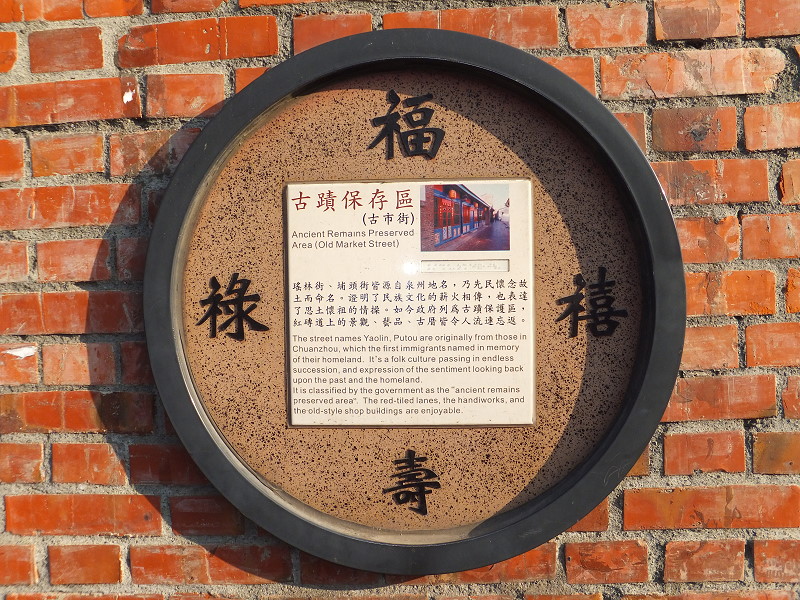 福
古蹟保存區
(古市街)
Ancient Remains Preserved
Area (Old Market Street)
祿
禧
瑤林街、埔頭街皆源自泉州地名，乃先民懷念故
土而命名。證明了民族文化的薪火相傳，也表達
了思土懷祖的情操。如今政府列為古蹟保護區，
紅磚道上的景觀、藝品、古厝皆令人流連忘返。
The street names Yaolin, Putou are originally from those in
Chuanzhou, which the first immigrants named in memory
of their homeland. It's a folk culture passing in endless
succession, and expression of the sentiment looking back
upon the past and the homeland.
It is classified by the government as the "ancient remains
preserved area". The red-tiled lanes, the handiworks, and
the old-style shop buildings are enjoyable.
壽